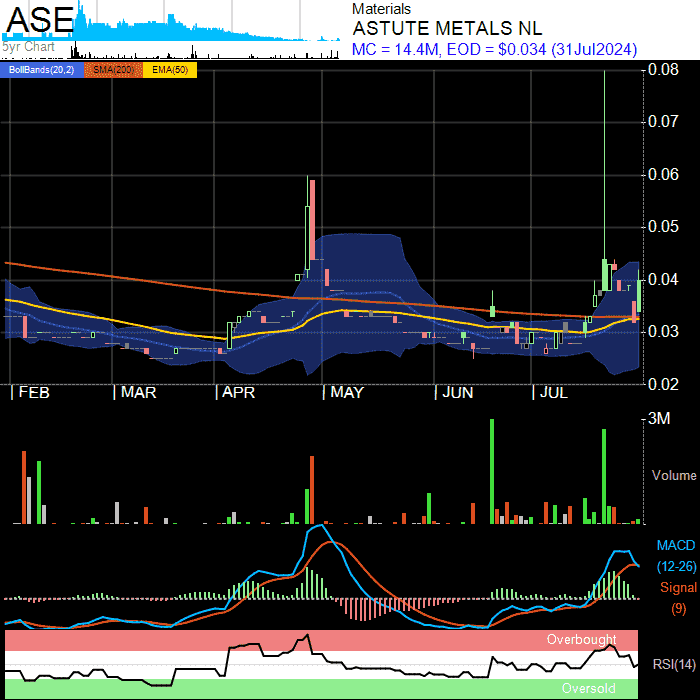 ASE
5yr Chart
Materials
ASTUTE METALS NL
MC = 14.4M, EOD = $0.034 (31Jul2024)
BollBands(20,2) SMA(200) EMA(50)
0.08
0.07
0.06
0.05
0.04
0.03
0.02
FEB MAR APR MAY JUN JUL
3M
Volume
MACD
(12-26)
Signal
(9)
Overbought
RSI(14)
Oversold